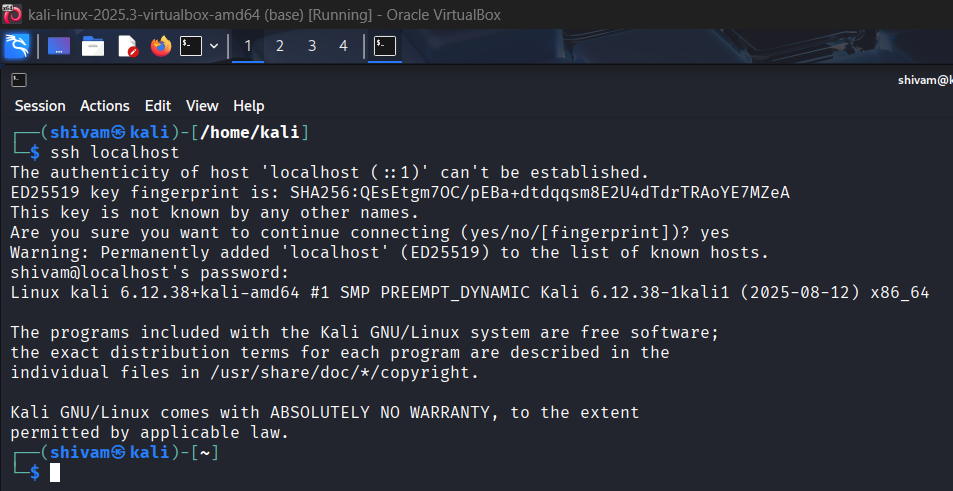 kali-linux-2025.3-virtualbox-amd64 (base) [Running] - Oracle VirtualBox
1 2 3 4
shivam@k
Session Actions Edit View Help
┌──(shivam㉿kali)-[/home/kali]
└─$ ssh localhost
The authenticity of host 'localhost (::1)' can't be established.
ED25519 key fingerprint is: SHA256:QEsEtgm7OC/pEBa+dtdqqsm8E2U4dTdrTRAoYE7MZeA
This key is not known by any other names.
Are you sure you want to continue connecting (yes/no/[fingerprint])? yes
Warning: Permanently added 'localhost' (ED25519) to the list of known hosts.
shivam@localhost's password:
Linux kali 6.12.38+kali-amd64 #1 SMP PREEMPT_DYNAMIC Kali 6.12.38-1kali1 (2025-08-12) x86_64
The programs included with the Kali GNU/Linux system are free software;
the exact distribution terms for each program are described in the
individual files in /usr/share/doc/*/copyright.
Kali GNU/Linux comes with ABSOLUTELY NO WARRANTY, to the extent
permitted by applicable law.
┌──(shivam㉿kali)-[~]
└─$